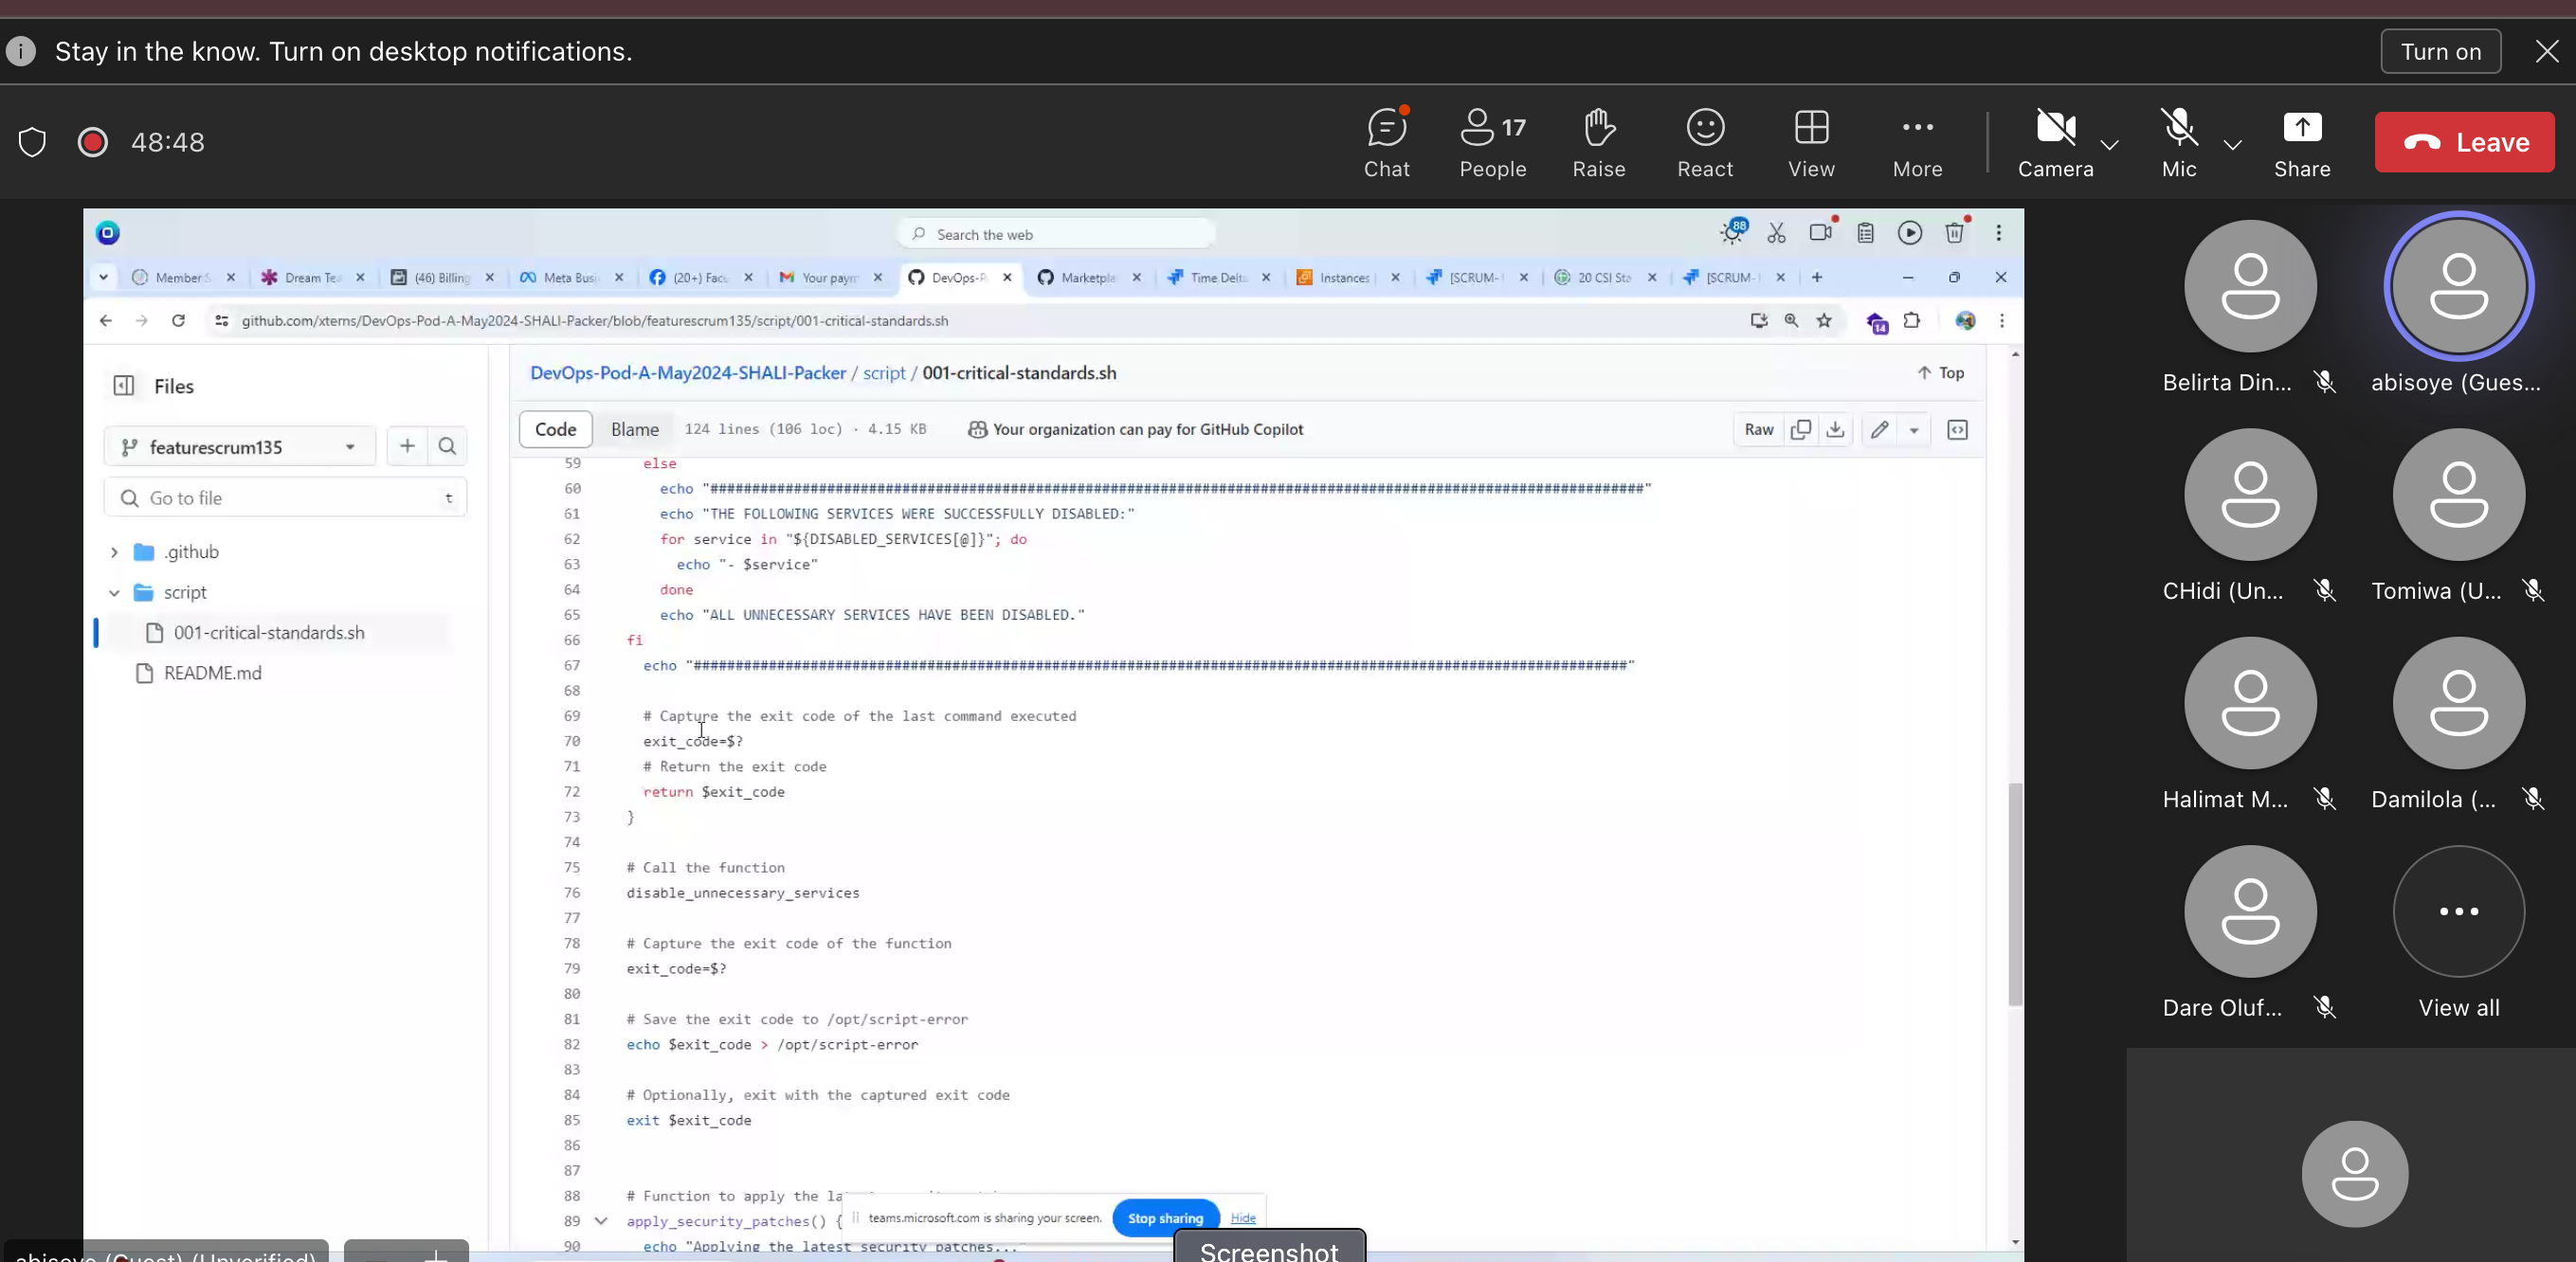 Stay in the know. Turn on desktop notifications.
Turn on
48:48
Chat
People
17
Raise
React
View
More
Camera
Mic
Share
Leave
Search the web
88
Member S
Dream Tea
(46) Billing
Meta Busi
(20+) Face
Your paym
DevOps-P
Marketpla
Time Delta
Instances |
[SCRUM-1
20 CSI Sta
[SCRUM-1
github.com/xterns/DevOps-Pod-A-May2024-SHALI-Packer/blob/featurescrum135/script/001-critical-standards.sh
14
Files
featurescrum135
Go to file
t
.github
script
001-critical-standards.sh
README.md
DevOps-Pod-A-May2024-SHALI-Packer / script / 001-critical-standards.sh
Top
Code
Blame
124 lines (106 loc) · 4.15 KB
Your organization can pay for GitHub Copilot
Raw
59 else
60 echo "################################################################################################################"
61 echo "THE FOLLOWING SERVICES WERE SUCCESSFULLY DISABLED:"
62 for service in "${DISABLED_SERVICES[@]}"; do
63 echo "- $service"
64 done
65 echo "ALL UNNECESSARY SERVICES HAVE BEEN DISABLED."
66 fi
67 echo "################################################################################################################"
68
69 # Capture the exit code of the last command executed
70 exit_code=$?
71 # Return the exit code
72 return $exit_code
73 }
74
75 # Call the function
76 disable_unnecessary_services
77
78 # Capture the exit code of the function
79 exit_code=$?
80
81 # Save the exit code to /opt/script-error
82 echo $exit_code > /opt/script-error
83
84 # Optionally, exit with the captured exit code
85 exit $exit_code
86
87
88 # Function to apply the
89 apply_security_patches() {
90 echo "Applying the latest security patches..."
teams.microsoft.com is sharing your screen.
Stop sharing
Hide
Screenshot
abisoye (Guest) (Unverified)
Belirta Din...
abisoye (Gues...
CHidi (Un...
Tomiwa (U...
Halimat M...
Damilola (...
Dare Oluf...
View all